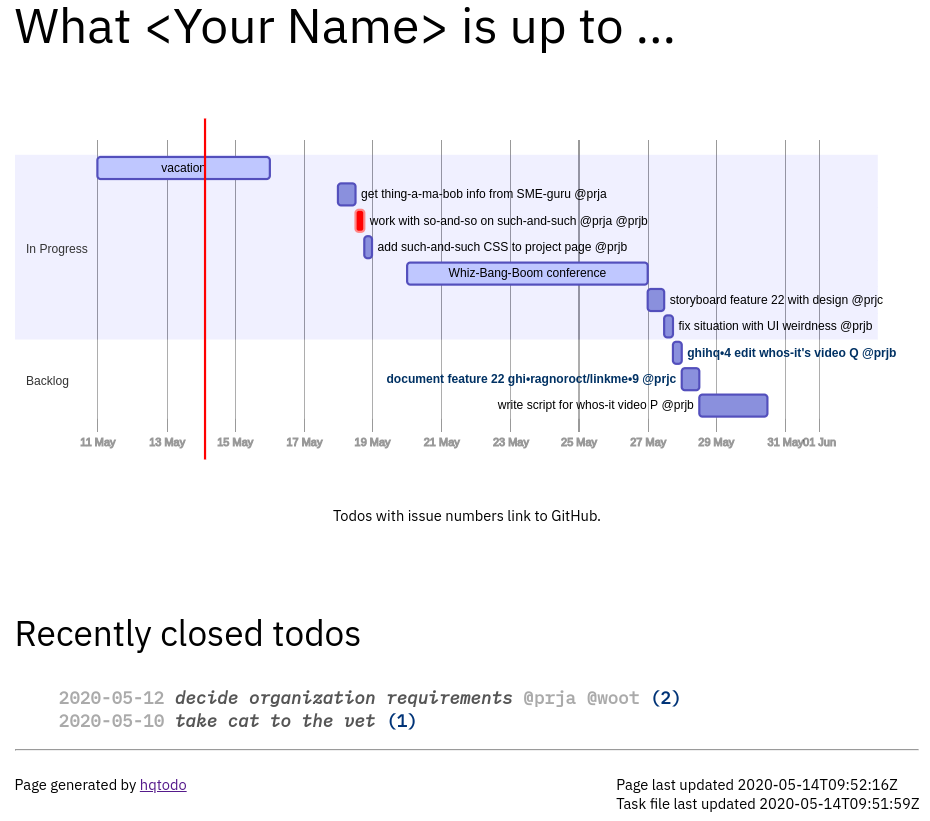 What <Your Name> is up to ...
vacation
get thing-a-ma-bob info from SME-guru @prja
work with so-and-so on such-and-such @prja @prjb
In Progress
add such-and-such CSS to project page @prjb
Whiz-Bang-Boom conference
storyboard feature 22 with design @prjc
fix situation with UI weirdness @prjb
ghihq•4 edit whos-it's video Q @prjb
Backlog
document feature 22 ghi•ragnoroct/linkme•9 @prjc
write script for whos-it video P @prjb
11 May 13 May 15 May 17 May 19 May 21 May 23 May 25 May 27 May 29 May 31 May 01 Jun
Todos with issue numbers link to GitHub.
Recently closed todos
2020-05-12 decide organization requirements @prja @woot (2)
2020-05-10 take cat to the vet (1)
Page generated by hqtodo
Page last updated 2020-05-14T09:52:16Z
Task file last updated 2020-05-14T09:51:59Z